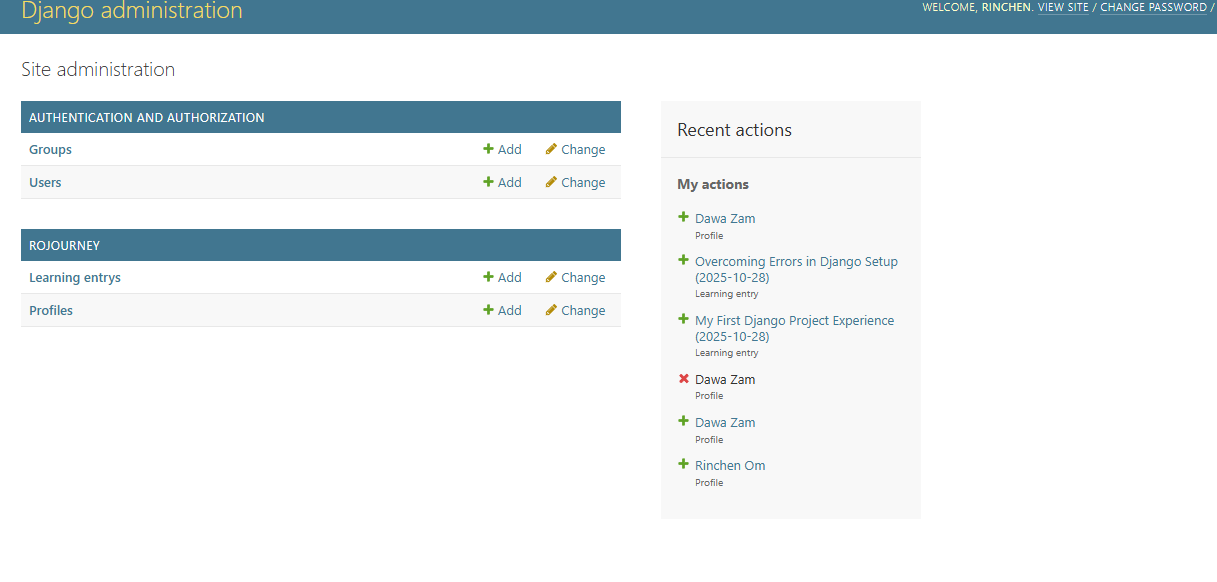 Django administration
WELCOME, RINCHEN. VIEW SITE / CHANGE PASSWORD /
Site administration
AUTHENTICATION AND AUTHORIZATION
Groups Add Change
Users Add Change
ROJOURNEY
Learning entrys Add Change
Profiles Add Change
Recent actions
My actions
Dawa Zam
Profile
Overcoming Errors in Django Setup
(2025-10-28)
Learning entry
My First Django Project Experience
(2025-10-28)
Learning entry
Dawa Zam
Profile
Dawa Zam
Profile
Rinchen Om
Profile